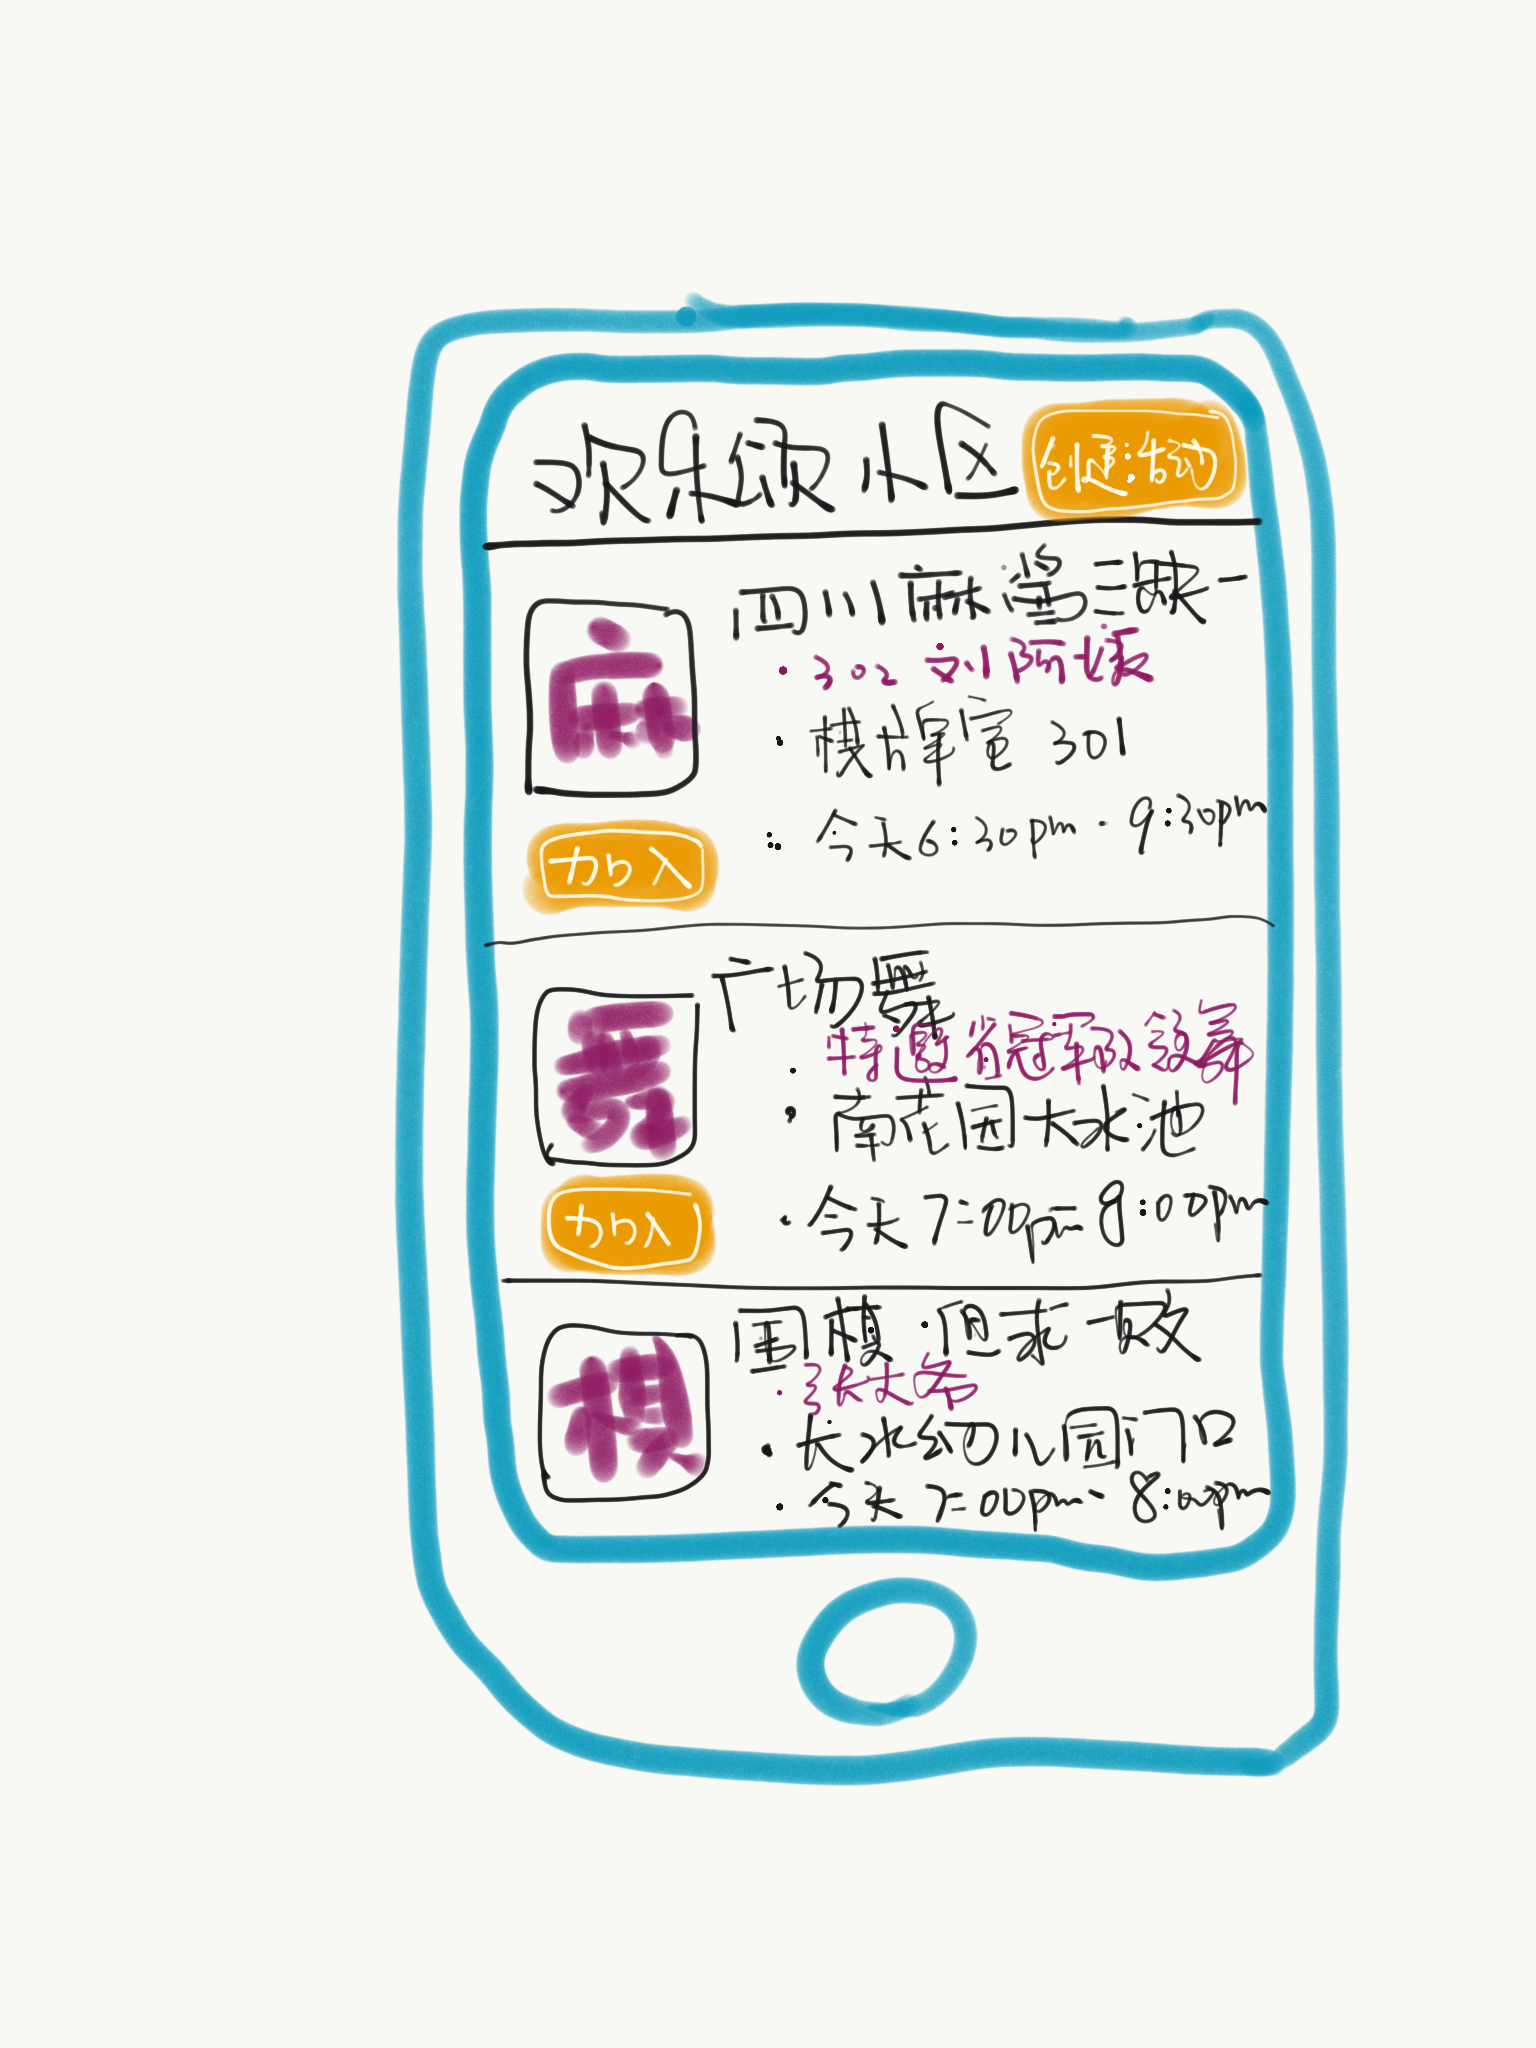 欢乐颂小区 创建活动
麻
四川麻酱三缺一
302 刘阿姨
棋牌室 301
今天6:30pm - 9:30pm
加入
舞
广场舞
特邀省冠军队领舞
南花园大水池
今天7:00pm 9:00pm
加入
棋
围棋 但求一败
张大爷
长水幼儿园门口
今天 7:00pm - 8:00pm